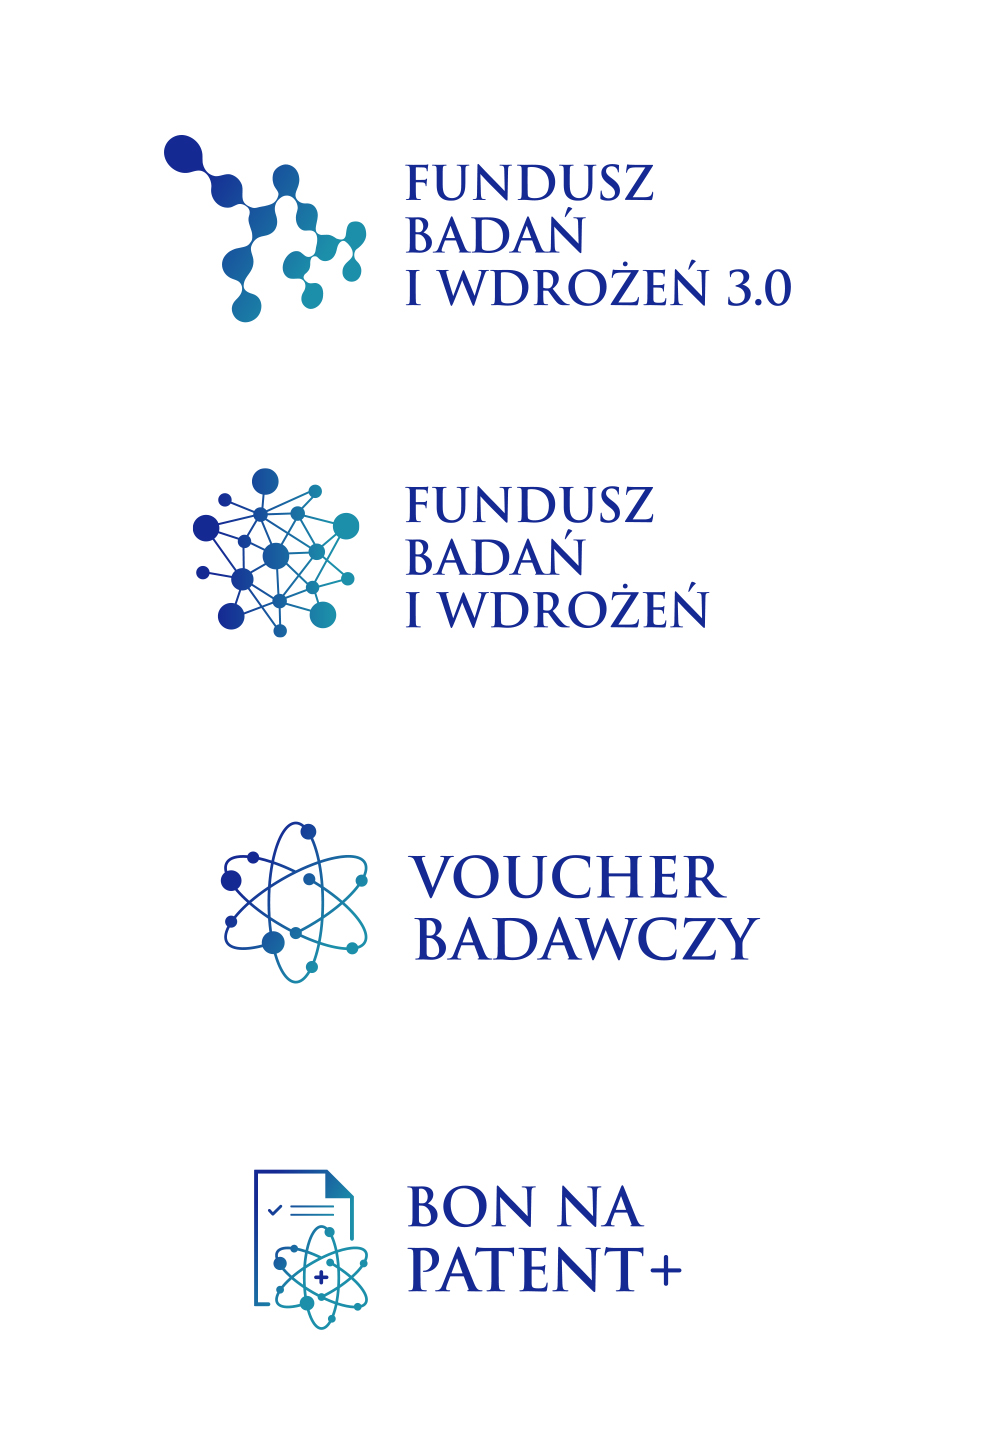 FUNDUSZ
BADAŃ
I WDROŻEŃ 3.0
FUNDUSZ
BADAŃ
I WDROŻEŃ
VOUCHER
BADAWCZY
BON NA
PATENT+